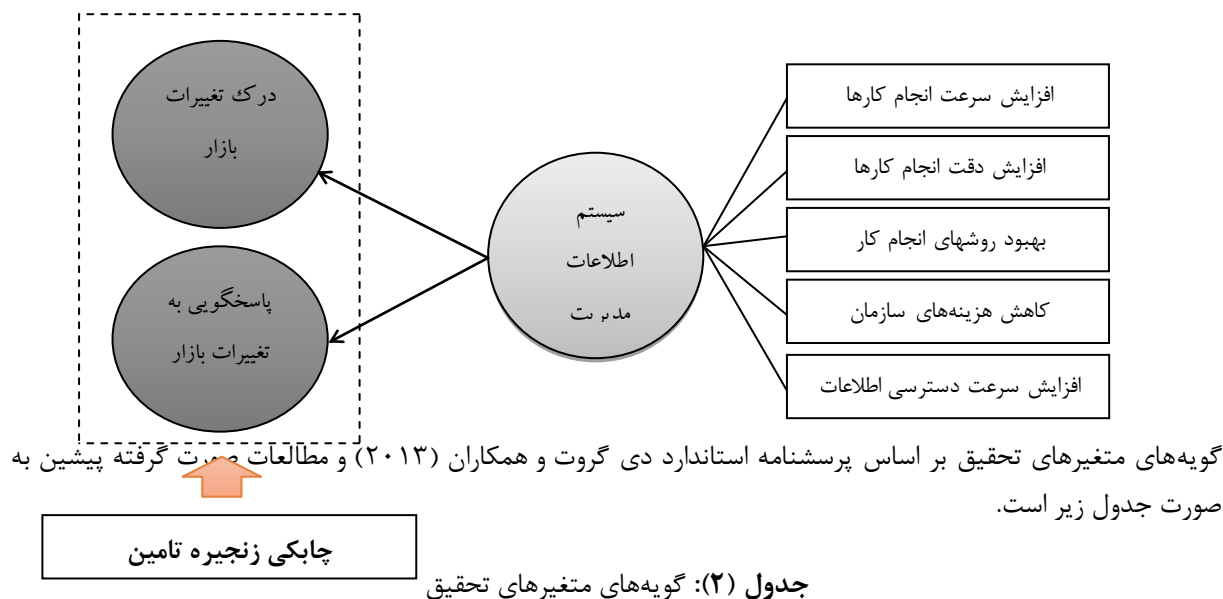 درک تغییرات
بازار
پاسخگویی به
تغییرات بازار
سیستم
اطلاعات
مدیریت
افزایش سرعت انجام کارها
افزایش دقت انجام کارها
بهبود روشهای انجام کار
کاهش هزینه‌های سازمان
افزایش سرعت دسترسی اطلاعات
گویه‌های متغیرهای تحقیق بر اساس پرسشنامه استاندارد دی گروت و همکاران (۲۰۱۳) و مطالعات صورت گرفته پیشین به
صورت جدول زیر است.
چابکی زنجیره تامین
جدول (۲): گویه‌های متغیرهای تحقیق